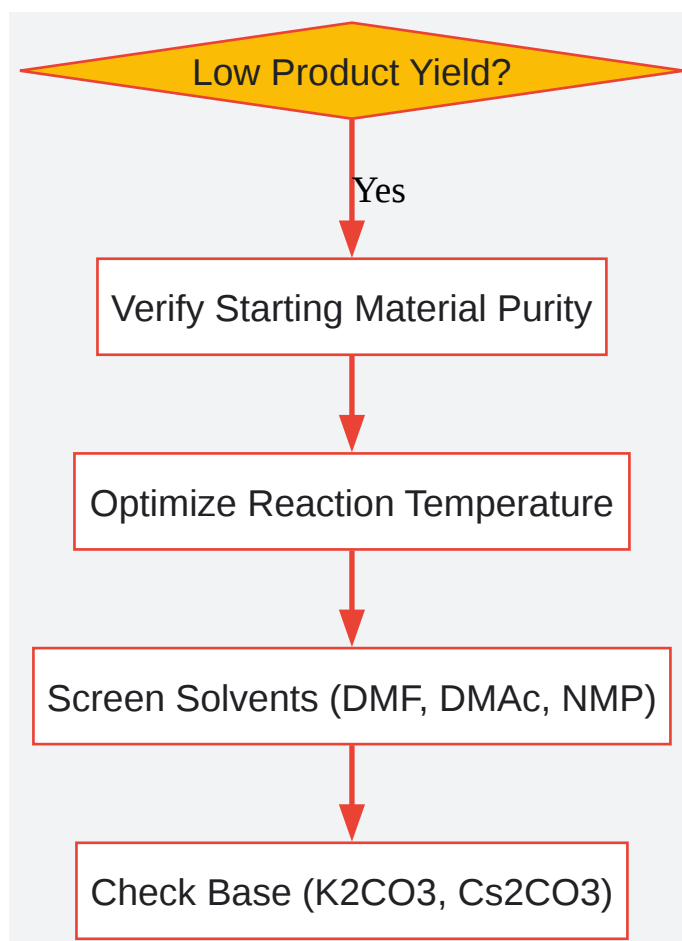 Low Product Yield?
Yes
Verify Starting Material Purity
Optimize Reaction Temperature
Screen Solvents (DMF, DMAc, NMP)
Check Base (K2CO3, Cs2CO3)